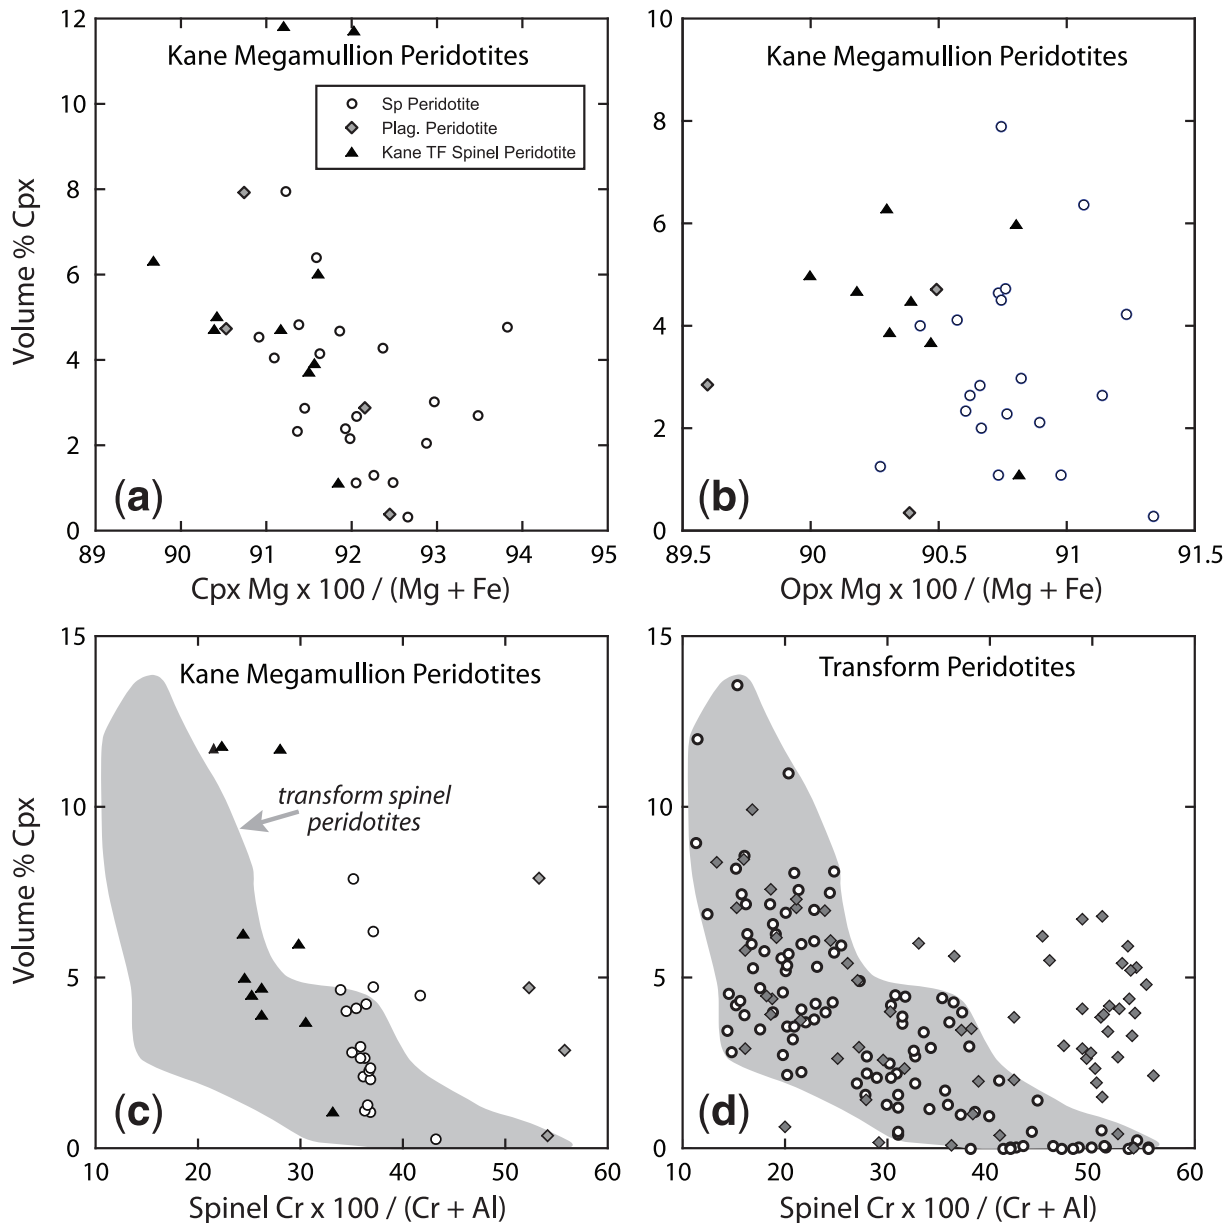 Kane Megamullion Peridotites
Sp Peridotite
Plag. Peridotite
Kane TF Spinel Peridotite
12
10
8
6
4
2
0
Volume % Cpx
(a)
89 90 91 92 93 94 95
Cpx Mg x 100 / (Mg + Fe)
Kane Megamullion Peridotites
10
8
6
4
2
0
(b)
89.5 90 90.5 91 91.5
Opx Mg x 100 / (Mg + Fe)
Kane Megamullion Peridotites
transform spinel
peridotites
15
10
5
0
Volume % Cpx
(c)
10 20 30 40 50 60
Spinel Cr x 100 / (Cr + Al)
Transform Peridotites
15
10
5
0
(d)
10 20 30 40 50 60
Spinel Cr x 100 / (Cr + Al)